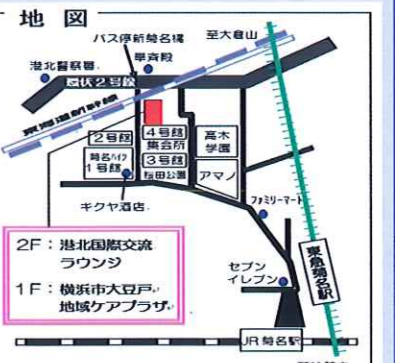 地図
バス停新菊名橋
至大倉山
港北警察署
単斉殿
環状2号線
東海道新幹線
2号館
4号館
集会所
高木
学園
菊名ハイツ
1号館
3号館
桜田公園
アマノ
キクヤ酒店
ファミリーマート
2F:港北国際交流
ラウンジ
1F:横浜市大豆戸
地域ケアプラザ
セブン
イレブン
東急菊名駅
JR菊名駅